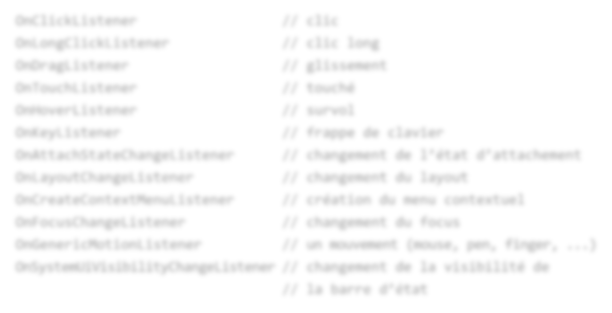 OnClickListener // clic
OnLongClickListener // clic long
OnDragListener // glissement
OnTouchListener // touché
OnHoverListener // survol
OnKeyListener // frappe de clavier
OnAttachStateChangeListener // changement de l'état d'attachement
OnLayoutChangeListener // changement du layout
OnCreateContextMenuListener // création du menu contextuel
OnFocusChangeListener // changement du focus
OnGenericMotionListener // un mouvement (mouse, pen, finger, ...)
OnSystemUiVisibilityChangeListener // changement de la visibilité de
// la barre d'état